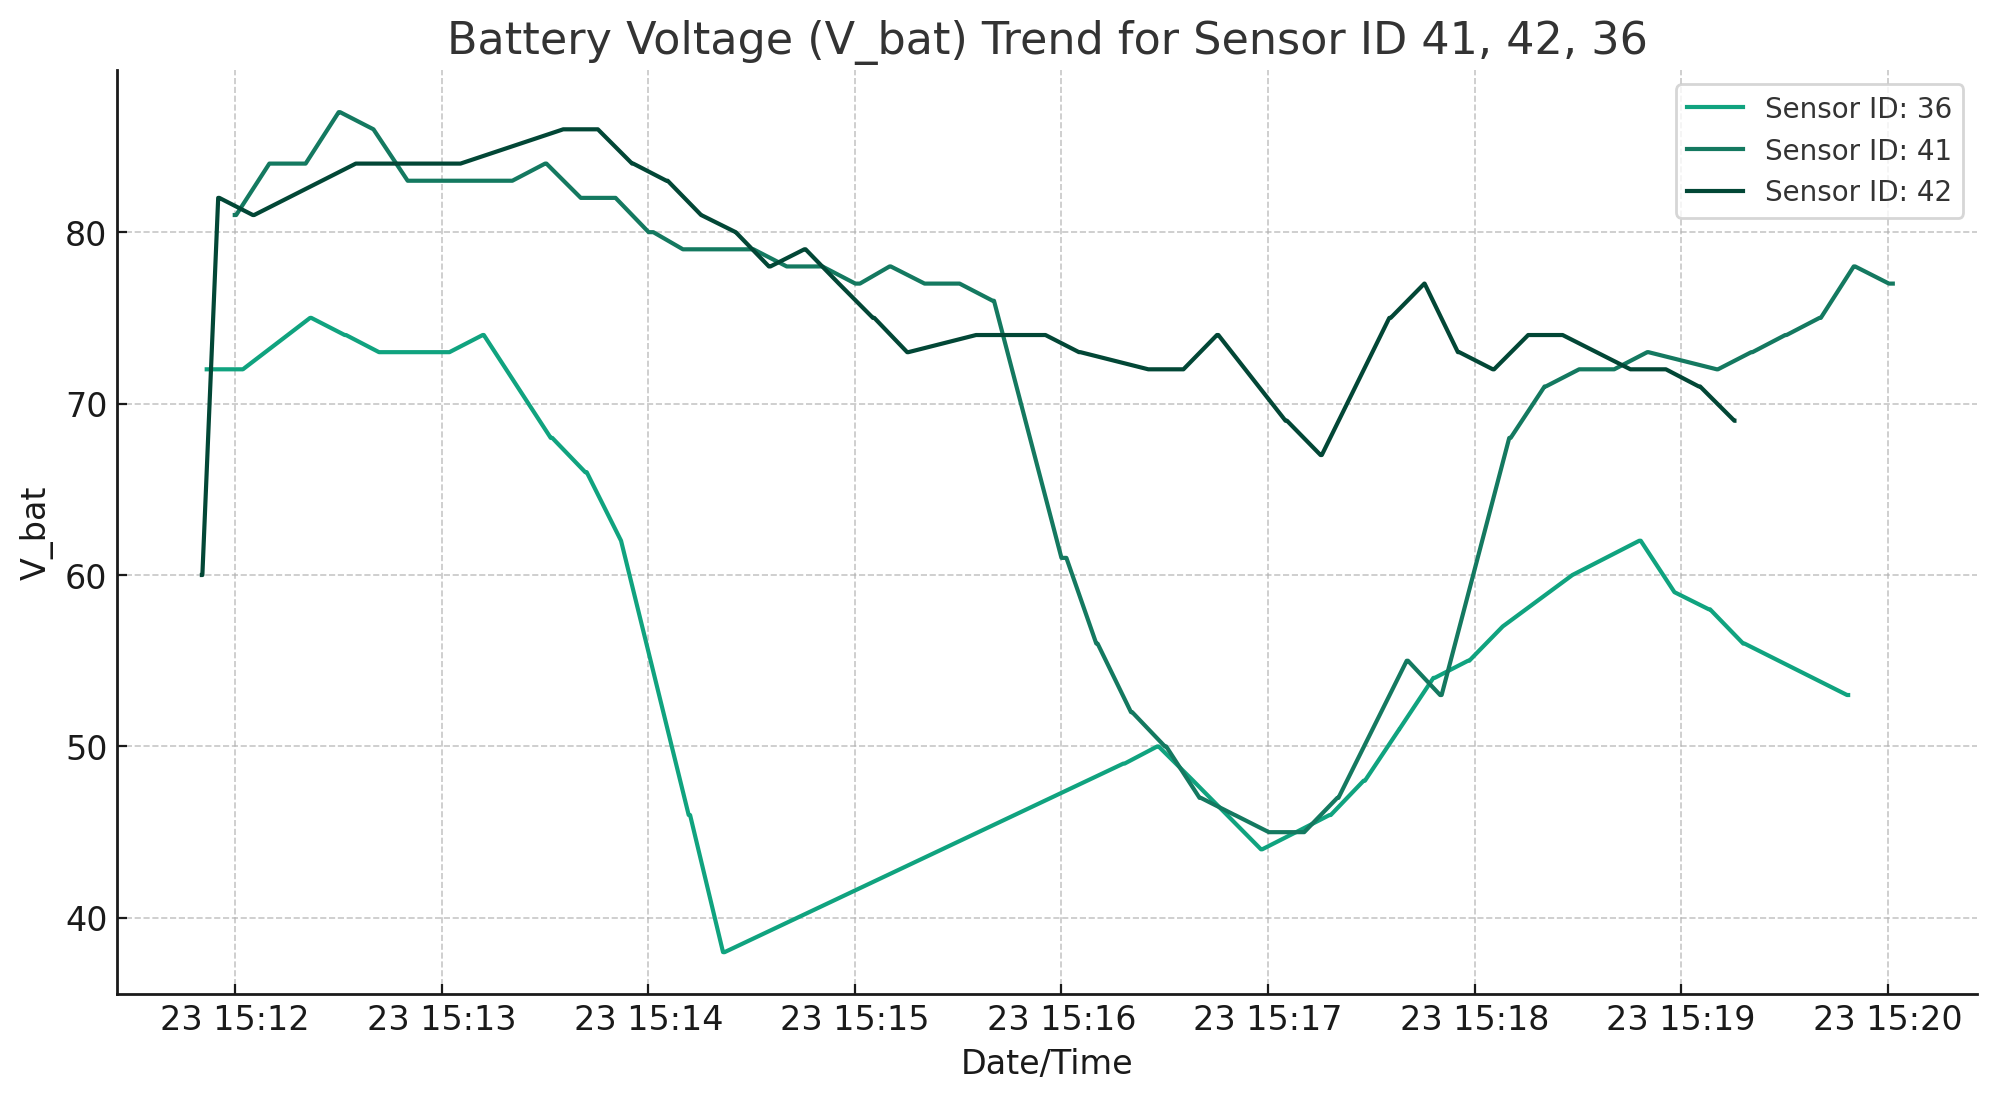 Battery Voltage (V_bat) Trend for Sensor ID 41, 42, 36
Sensor ID: 36
Sensor ID: 41
Sensor ID: 42
V_bat
80
70
60
50
40
23 15:12 23 15:13 23 15:14 23 15:15 23 15:16 23 15:17 23 15:18 23 15:19 23 15:20
Date/Time